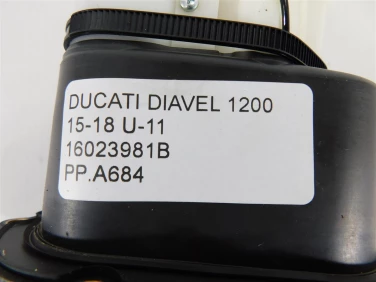 DUCATI DIAVEL 1200
15-18 U-11
16023981B
PP.A684